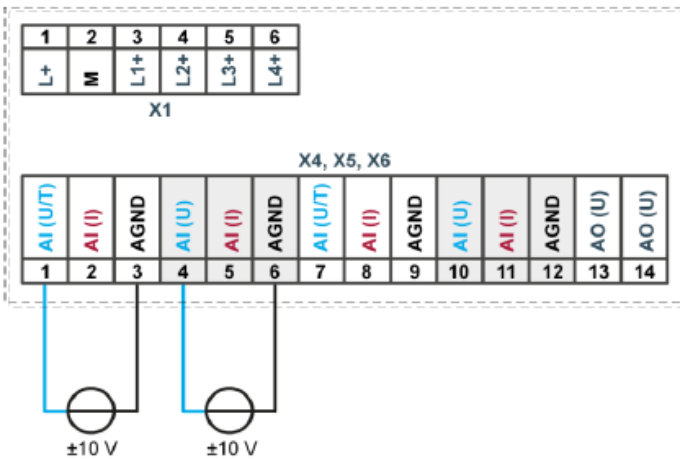 1 2 3 4 5 6
L+ M L1+ L2+ L3+ L4+
X1
X4, X5, X6
AI (U/T) AI (I) AGND AI (U) AI (I) AGND AI (U/T) AI (I) AGND AI (U) AI (I) AGND AO (U) AO (U)
1 2 3 4 5 6 7 8 9 10 11 12 13 14
±10 V ±10 V